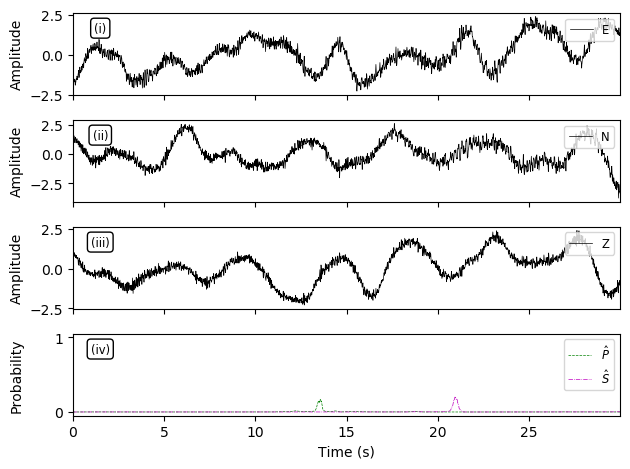 2.5
0.0
−2.5
Amplitude
(i)
E
2.5
0.0
−2.5
Amplitude
(ii)
N
2.5
0.0
−2.5
Amplitude
(iii)
Z
1
0
Probability
(iv)
P̂
Ŝ
0 5 10 15 20 25
Time (s)